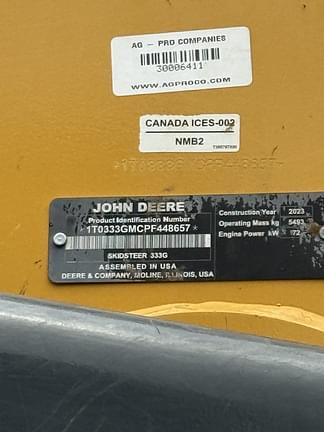 AG - PRO COMPANIES
30006411
WWW.AGPROCO.COM
CANADA ICES-002
NMB2
JOHN DEERE
Product Identification Number
*1T0333GMCPF448657*
SKIDSTEER 333G
ASSEMBLED IN USA
DEERE & COMPANY, MOLINE, ILLINOIS, USA
Construction Year 2023
Operating Mass kg 5493
Engine Power kW 72